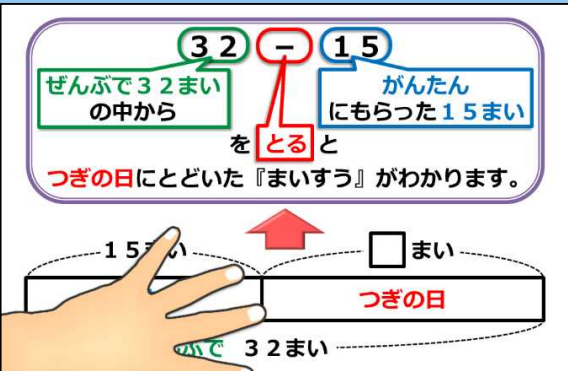 32-15
ぜんぶで32まい
の中から
がんたん
にもらった15まい
を とる と
つぎの日にとどいた『まいすう』がわかります。
15 い
□まい
つぎの日
ぶで 32まい